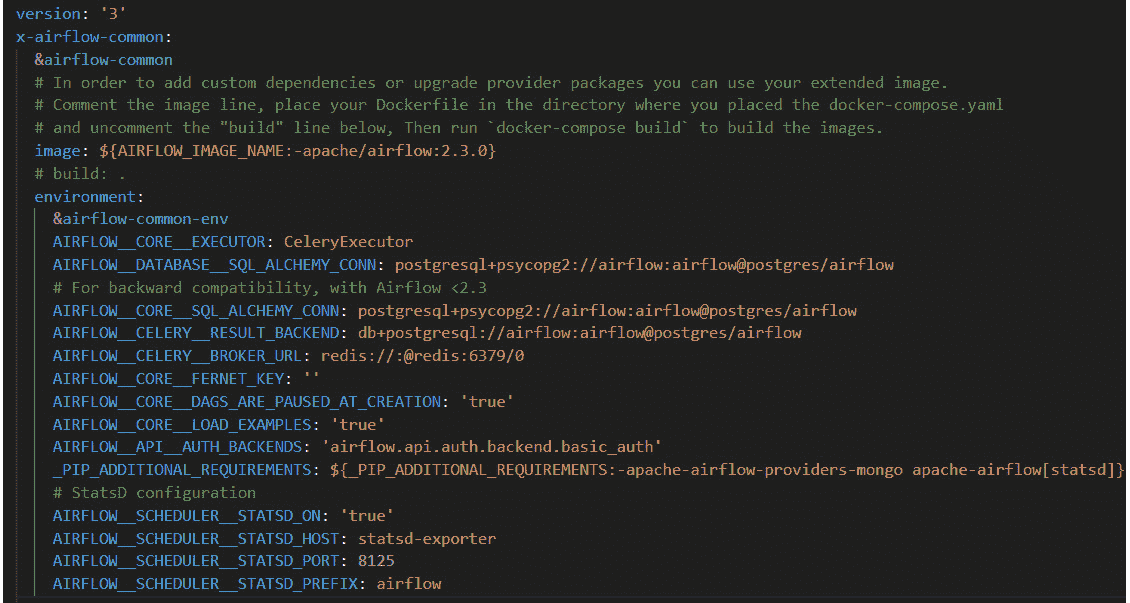 version: '3'
x-airflow-common:
  &airflow-common
  # In order to add custom dependencies or upgrade provider packages you can use your extended image.
  # Comment the image line, place your Dockerfile in the directory where you placed the docker-compose.yaml
  # and uncomment the "build" line below, Then run `docker-compose build` to build the images.
  image: ${AIRFLOW_IMAGE_NAME:-apache/airflow:2.3.0}
  # build: .
  environment:
    &airflow-common-env
    AIRFLOW__CORE__EXECUTOR: CeleryExecutor
    AIRFLOW__DATABASE__SQL_ALCHEMY_CONN: postgresql+psycopg2://airflow:airflow@postgres/airflow
    # For backward compatibility, with Airflow <2.3
    AIRFLOW__CORE__SQL_ALCHEMY_CONN: postgresql+psycopg2://airflow:airflow@postgres/airflow
    AIRFLOW__CELERY__RESULT_BACKEND: db+postgresql://airflow:airflow@postgres/airflow
    AIRFLOW__CELERY__BROKER_URL: redis://:@redis:6379/0
    AIRFLOW__CORE__FERNET_KEY: ''
    AIRFLOW__CORE__DAGS_ARE_PAUSED_AT_CREATION: 'true'
    AIRFLOW__CORE__LOAD_EXAMPLES: 'true'
    AIRFLOW__API__AUTH_BACKENDS: 'airflow.api.auth.backend.basic_auth'
    _PIP_ADDITIONAL_REQUIREMENTS: ${_PIP_ADDITIONAL_REQUIREMENTS:-apache-airflow-providers-mongo apache-airflow[statsd]}
    # StatsD configuration
    AIRFLOW__SCHEDULER__STATSD_ON: 'true'
    AIRFLOW__SCHEDULER__STATSD_HOST: statsd-exporter
    AIRFLOW__SCHEDULER__STATSD_PORT: 8125
    AIRFLOW__SCHEDULER__STATSD_PREFIX: airflow